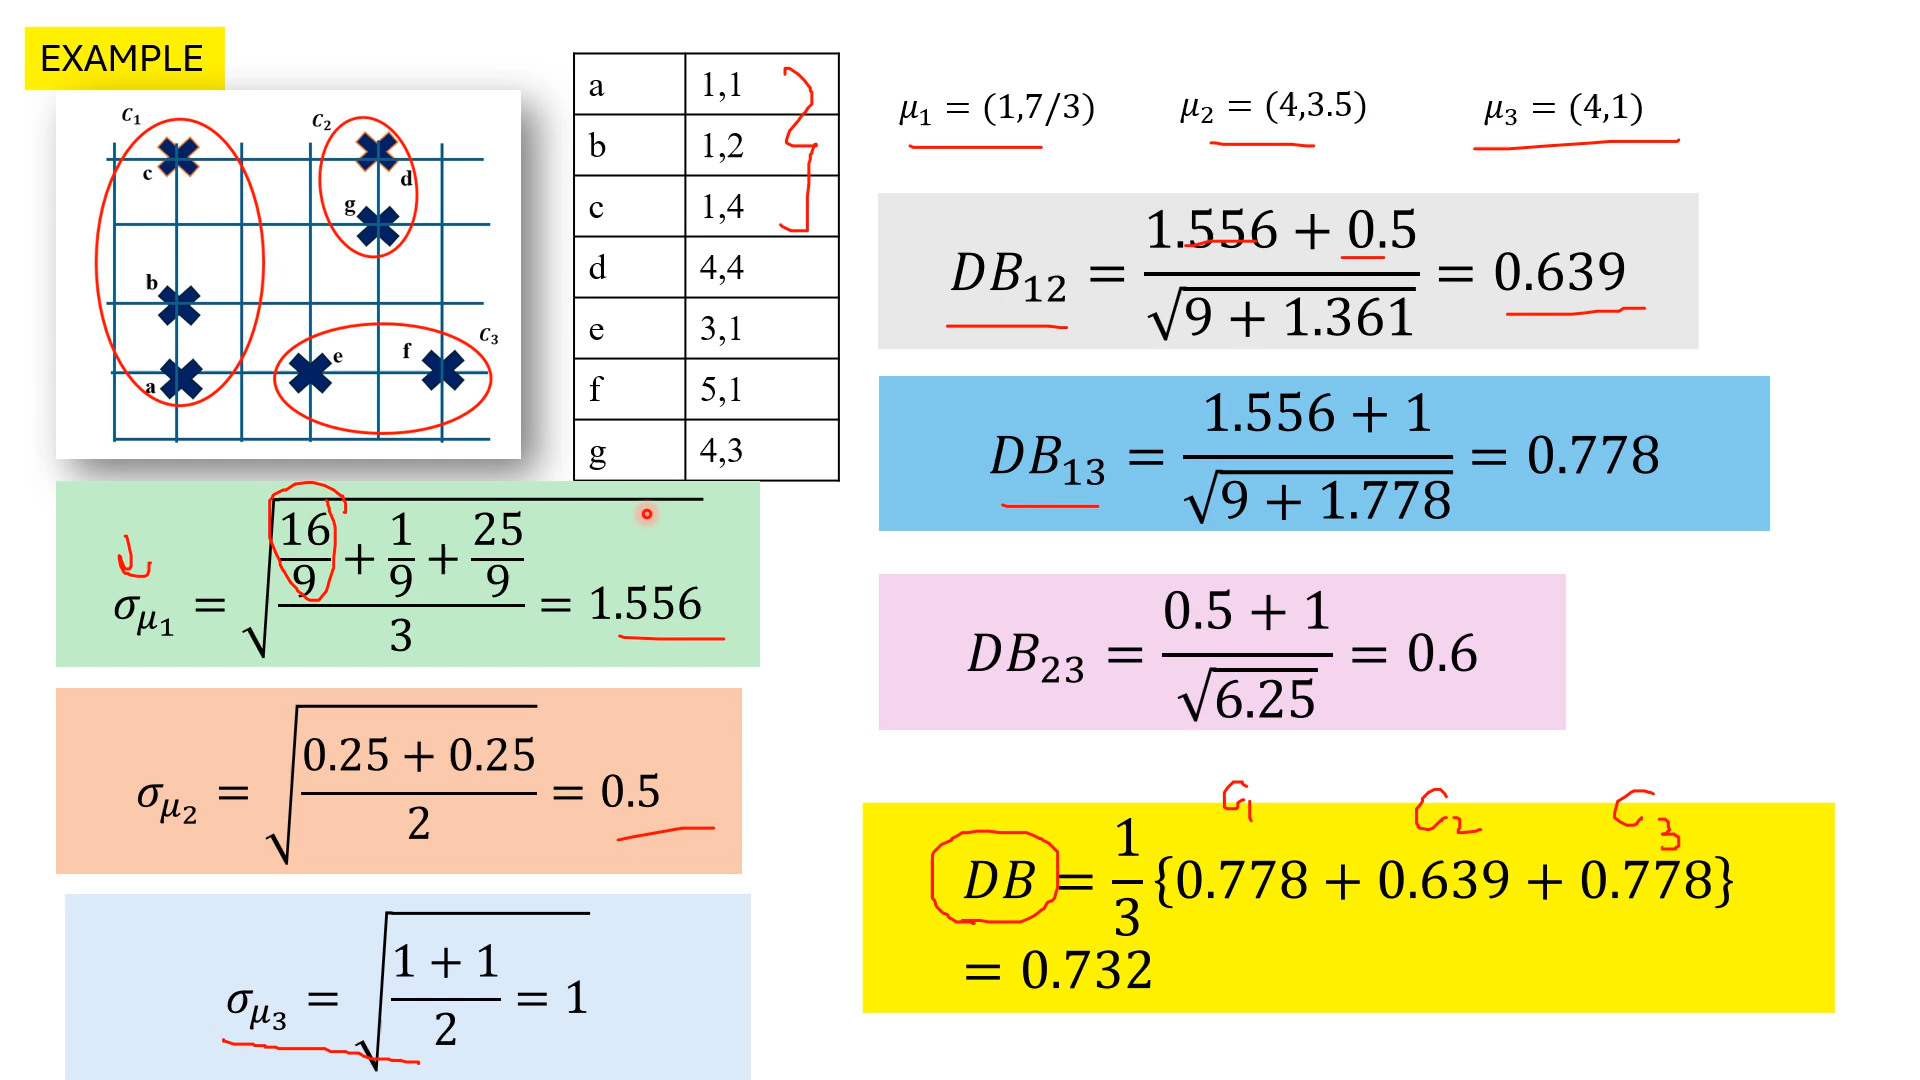 EXAMPLE
C₁
C₂
c
d
g
b
C₃
e
f
a
a 1,1
b 1,2
c 1,4
d 4,4
e 3,1
f 5,1
g 4,3
μ₁ = (1,7/3)
μ₂ = (4,3.5)
μ₃ = (4,1)
σ_μ₁ = √((16/9 + 1/9 + 25/9)/3) = 1.556
σ_μ₂ = √((0.25 + 0.25)/2) = 0.5
σ_μ₃ = √((1 + 1)/2) = 1
DB₁₂ = (1.556 + 0.5)/√(9 + 1.361) = 0.639
DB₁₃ = (1.556 + 1)/√(9 + 1.778) = 0.778
DB₂₃ = (0.5 + 1)/√6.25 = 0.6
C₁ C₂ C₃
DB = 1/3 {0.778 + 0.639 + 0.778}
= 0.732